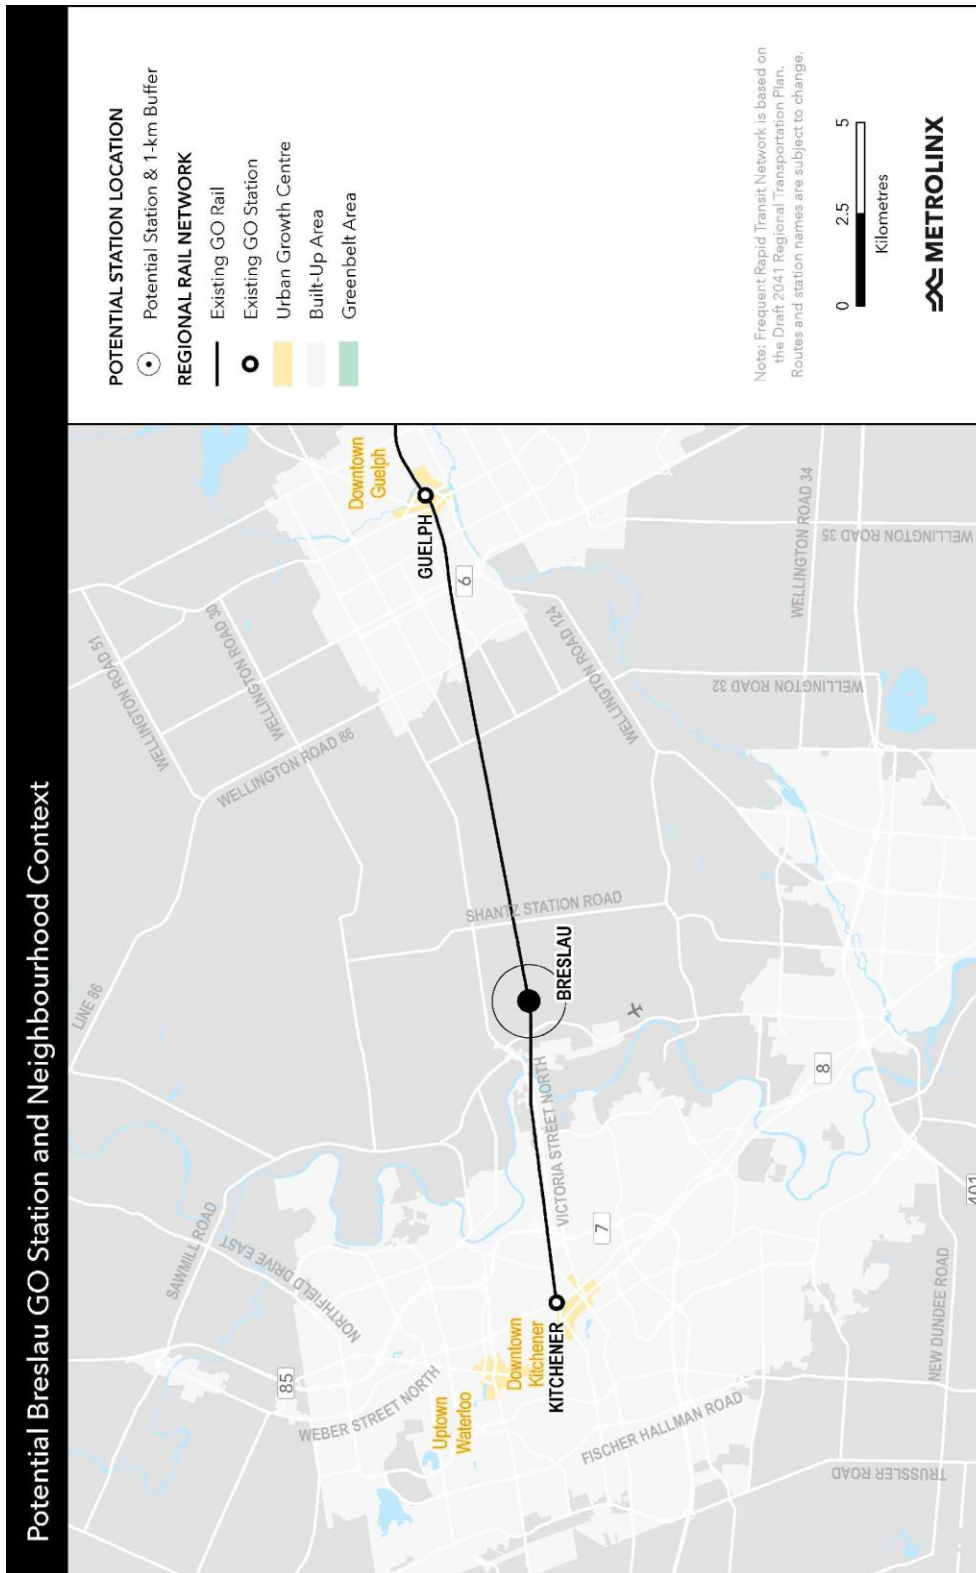 Potential Breslau GO Station and Neighbourhood Context
LINE 86
WELLINGTON ROAD 51
WELLINGTON ROAD 30
WELLINGTON ROAD 86
SAWMILL ROAD
NORTHFIELD DRIVE EAST
85
WEBER STREET NORTH
Uptown
Waterloo
Downtown
Kitchener
KITCHENER
7
VICTORIA STREET NORTH
BRESLAU
SHANTZ STATION ROAD
Downtown
Guelph
GUELPH
6
WELLINGTON ROAD 124
WELLINGTON ROAD 32
WELLINGTON ROAD 34
WELLINGTON ROAD 35
FISCHER HALLMAN ROAD
8
NEW DUNDEE ROAD
TRUSSLER ROAD
401
POTENTIAL STATION LOCATION
Potential Station & 1-km Buffer
REGIONAL RAIL NETWORK
Existing GO Rail
Existing GO Station
Urban Growth Centre
Built-Up Area
Greenbelt Area
Note: Frequent Rapid Transit Network is based on
the Draft 2041 Regional Transportation Plan.
Routes and station names are subject to change.
0 2.5 5
Kilometres
METROLINX